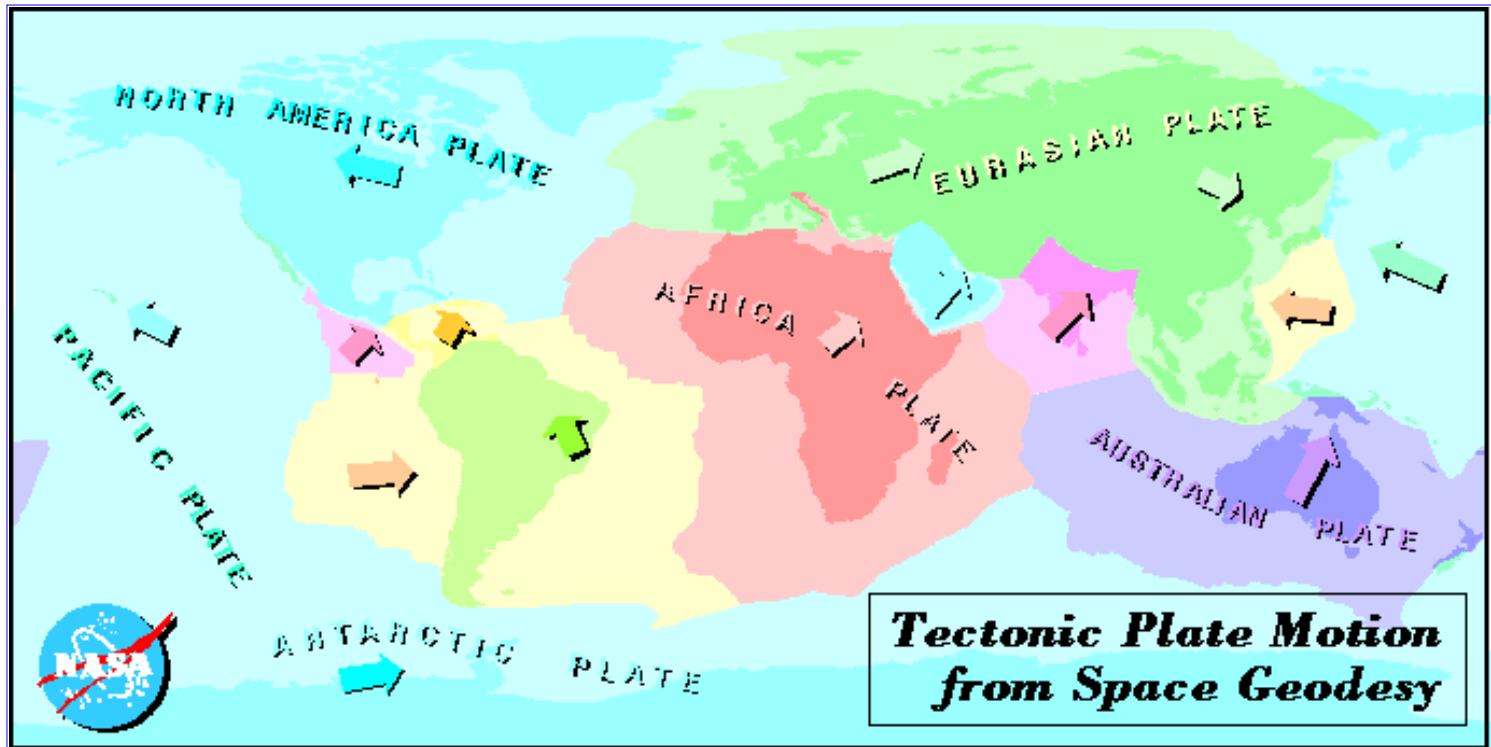 NORTH AMERICA PLATE
EURASIAN PLATE
AFRICA PLATE
PACIFIC PLATE
AUSTRALIAN PLATE
ANTARCTIC PLATE
NASA
Tectonic Plate Motion
from Space Geodesy